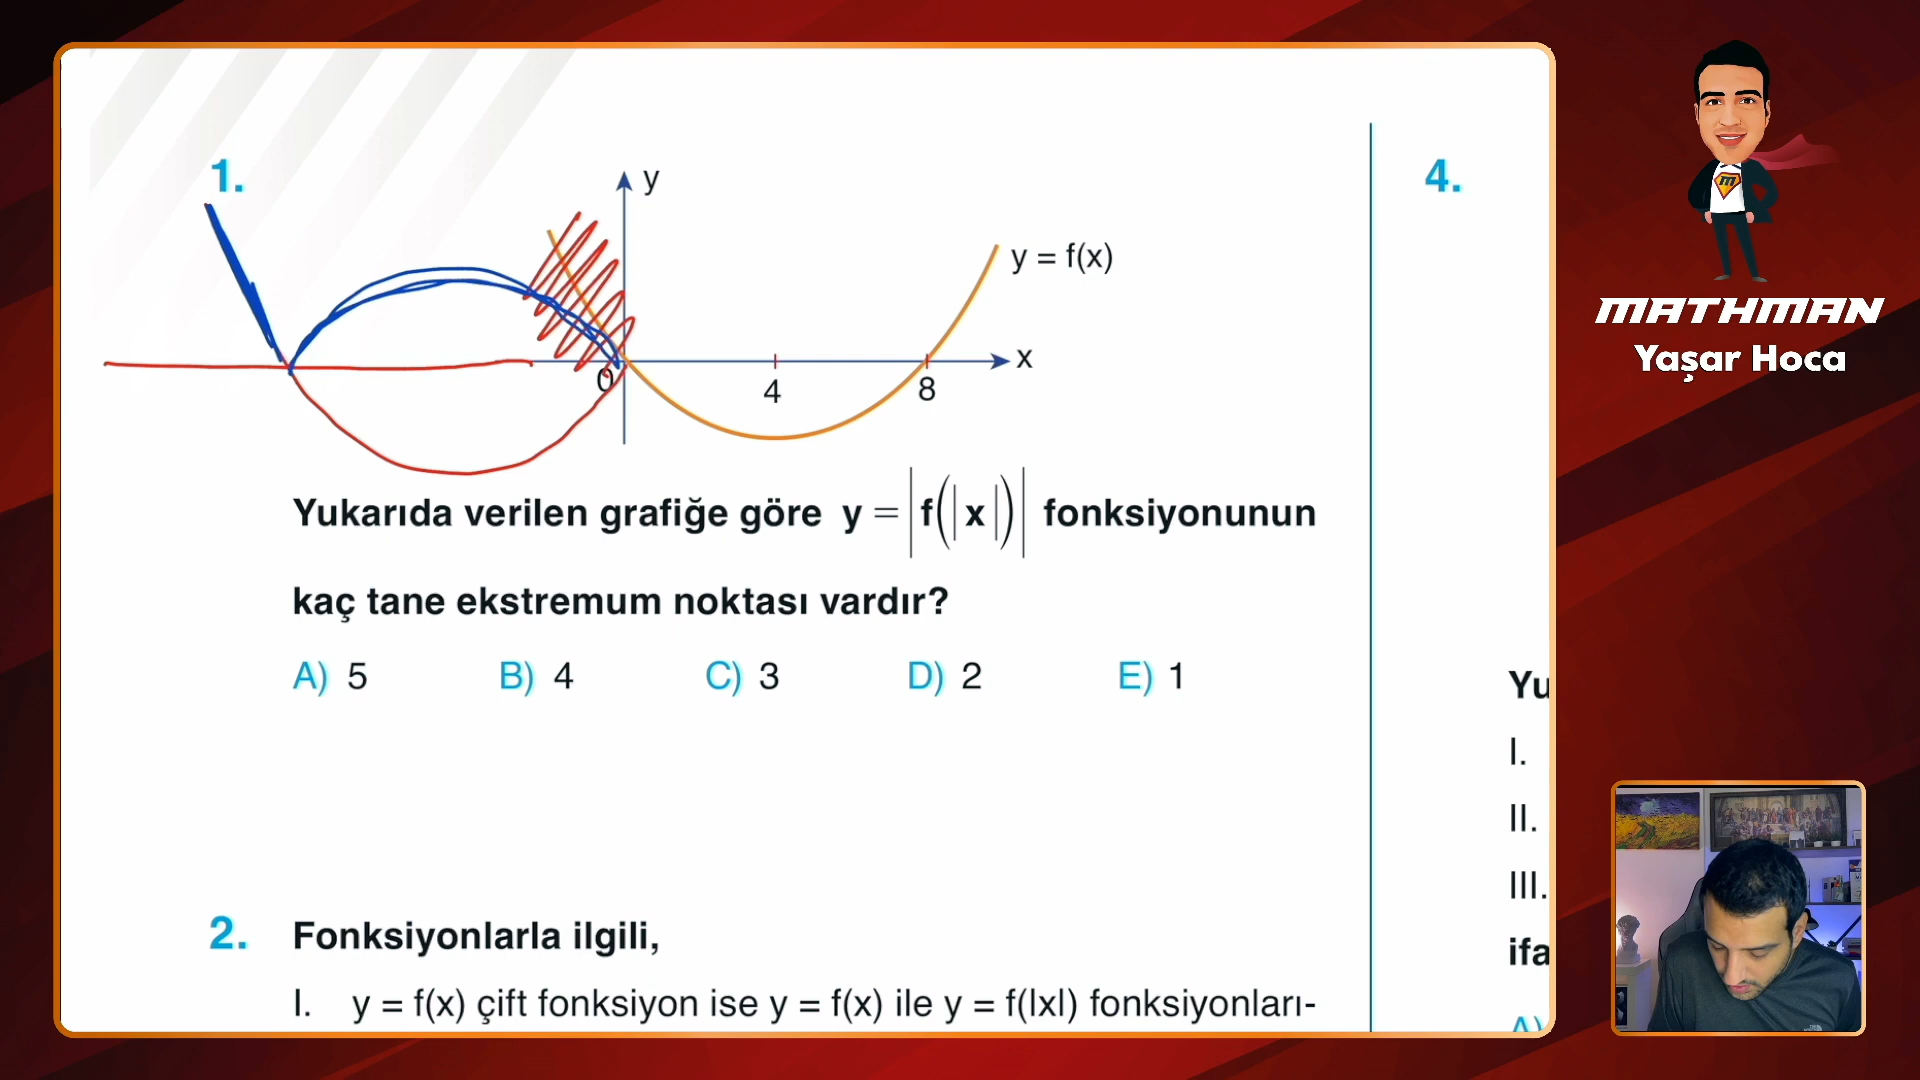 1.
y
y = f(x)
x
0
4
8
Yukarıda verilen grafiğe göre y = |f(|x|)| fonksiyonunun
kaç tane ekstremum noktası vardır?
A) 5 B) 4 C) 3 D) 2 E) 1
2. Fonksiyonlarla ilgili,
I. y = f(x) çift fonksiyon ise y = f(x) ile y = f(|x|) fonksiyonları-
4.
Yu
I.
II.
III.
ifa
A)
MATHMAN
Yaşar Hoca